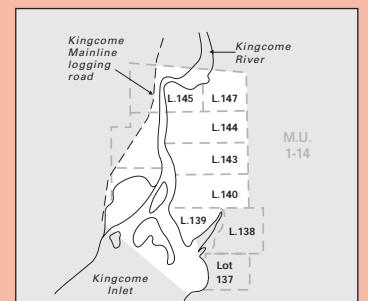 Kingcome
Mainline
logging
road
Kingcome
River
L.145
L.147
L.144
M.U.
1-14
L.143
L.140
L.139
L.138
Lot
137
Kingcome
Inlet